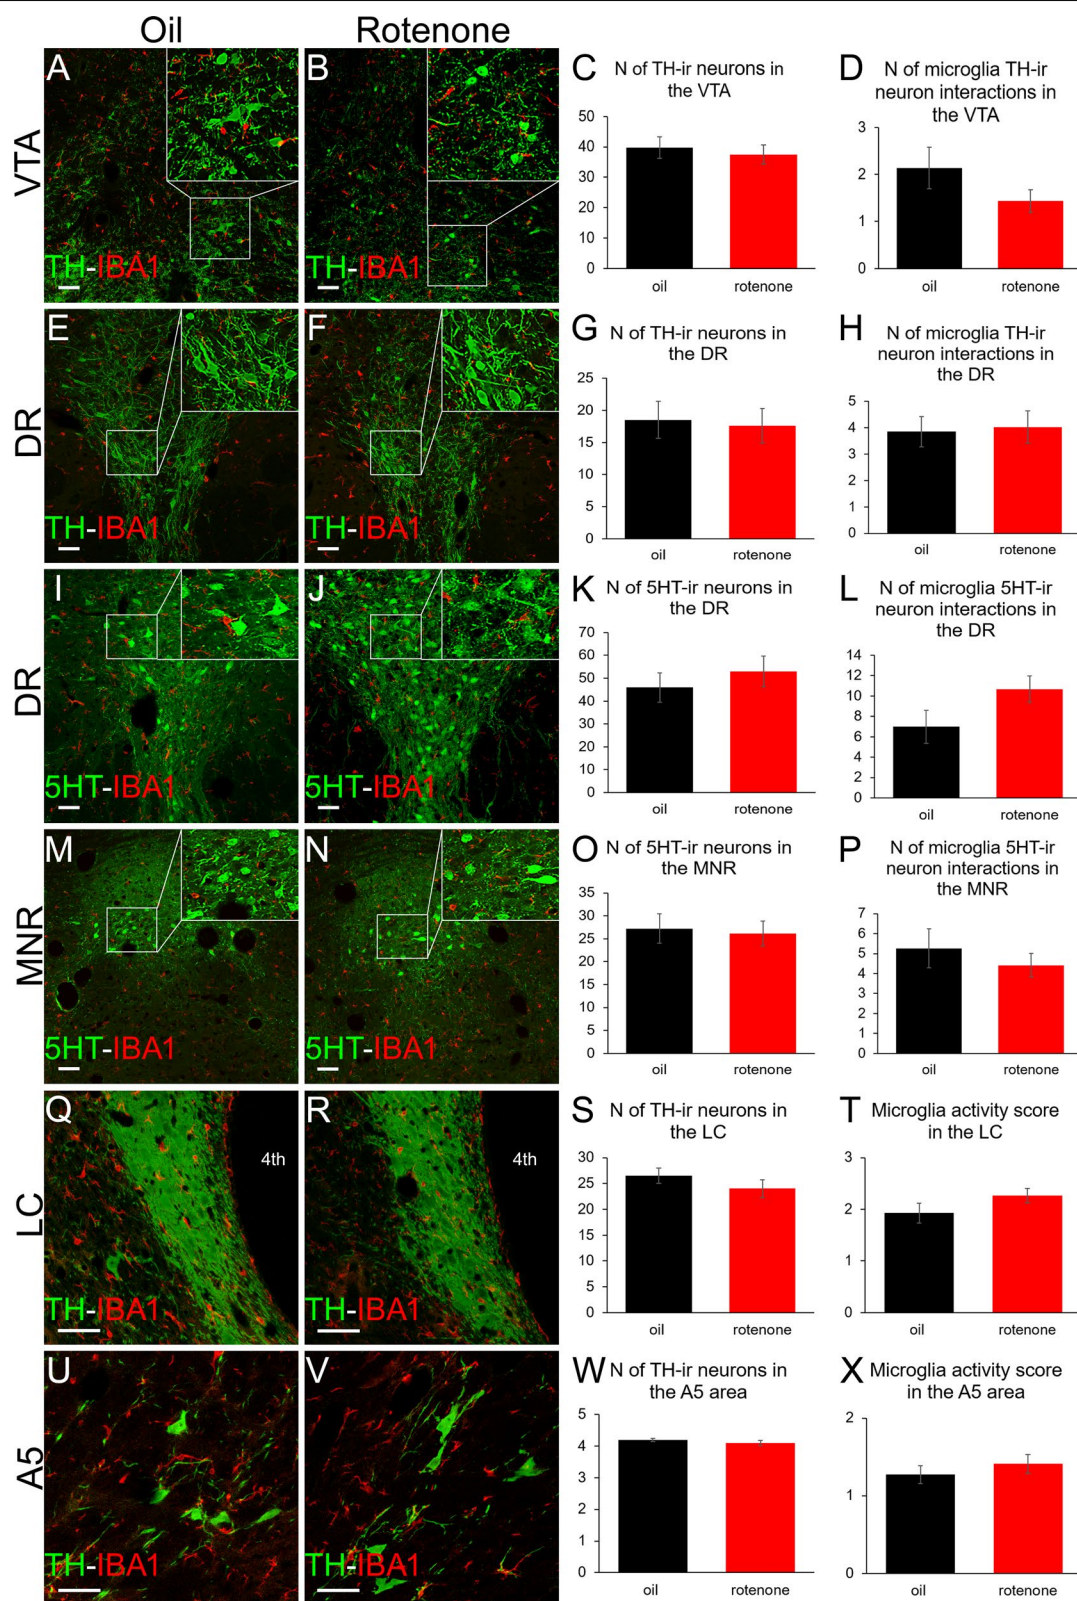 Oil
Rotenone
VTA
A
TH-IBA1
B
TH-IBA1
C
N of TH-ir neurons in
the VTA
50
40
30
20
10
0
oil
rotenone
D
N of microglia TH-ir
neuron interactions in
the VTA
3
2
1
0
oil
rotenone
DR
E
TH-IBA1
F
TH-IBA1
G
N of TH-ir neurons in
the DR
25
20
15
10
5
0
oil
rotenone
H
N of microglia TH-ir
neuron interactions in
the DR
5
4
3
2
1
0
oil
rotenone
DR
I
5HT-IBA1
J
5HT-IBA1
K
N of 5HT-ir neurons in
the DR
70
60
50
40
30
20
10
0
oil
rotenone
L
N of microglia 5HT-ir
neuron interactions in
the DR
14
12
10
8
6
4
2
0
oil
rotenone
MNR
M
5HT-IBA1
N
5HT-IBA1
O
N of 5HT-ir neurons in
the MNR
35
30
25
20
15
10
5
0
oil
rotenone
P
N of microglia 5HT-ir
neuron interactions in
the MNR
7
6
5
4
3
2
1
0
oil
rotenone
LC
Q
4th
TH-IBA1
R
4th
TH-IBA1
S
N of TH-ir neurons in
the LC
30
25
20
15
10
5
0
oil
rotenone
T
Microglia activity score
in the LC
3
2
1
0
oil
rotenone
A5
U
TH-IBA1
V
TH-IBA1
W
N of TH-ir neurons in
the A5 area
5
4
3
2
1
0
oil
rotenone
X
Microglia activity score
in the A5 area
2
1
0
oil
rotenone